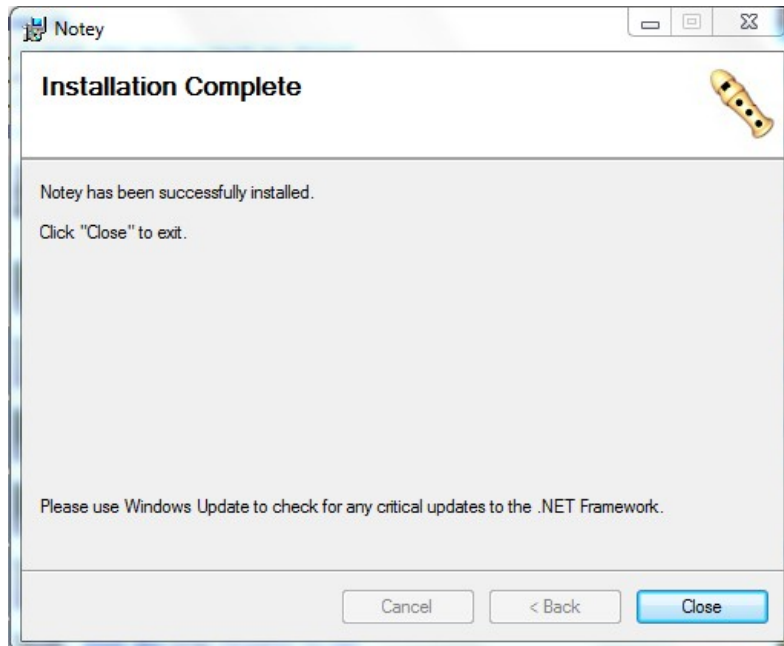 Notey
Installation Complete
Notey has been successfully installed.
Click "Close" to exit.
Please use Windows Update to check for any critical updates to the .NET Framework.
Cancel
< Back
Close